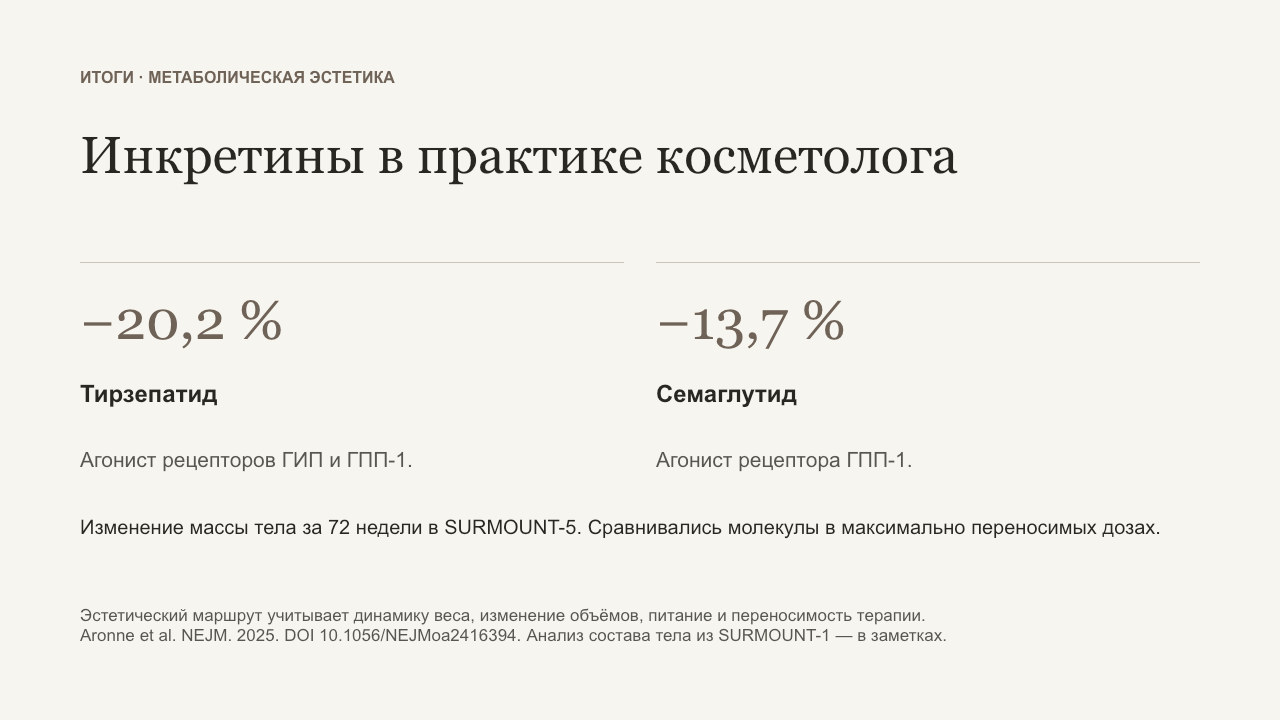 ИТОГИ · МЕТАБОЛИЧЕСКАЯ ЭСТЕТИКА
Инкретины в практике косметолога
−20,2 %
Тирзепатид
Агонист рецепторов ГИП и ГПП-1.
−13,7 %
Семаглутид
Агонист рецептора ГПП-1.
Изменение массы тела за 72 недели в SURMOUNT-5. Сравнивались молекулы в максимально переносимых дозах.
Эстетический маршрут учитывает динамику веса, изменение объёмов, питание и переносимость терапии.
Aronne et al. NEJM. 2025. DOI 10.1056/NEJMoa2416394. Анализ состава тела из SURMOUNT-1 — в заметках.